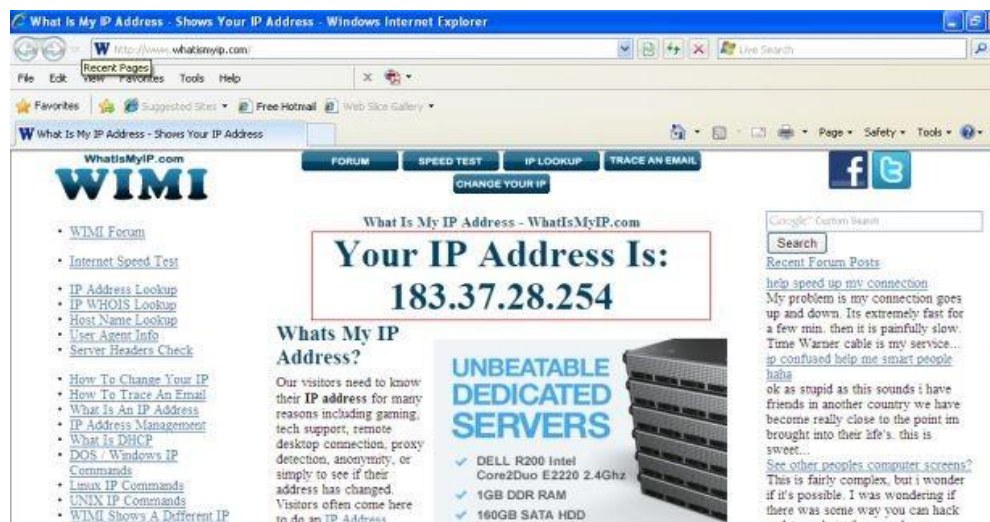 What Is My IP Address - Shows Your IP Address - Windows Internet Explorer
http://www.whatismyip.com/
Live Search
Recent Pages
File Edit View Favorites Tools Help
Favorites Suggested Sites Free Hotmail Web Slice Gallery
What Is My IP Address - Shows Your IP Address
Page Safety Tools
WhatIsMyIP.com
WIMI
FORUM SPEED TEST IP LOOKUP TRACE AN EMAIL
CHANGE YOUR IP
WIMI Forum
Internet Speed Test
IP Address Lookup
IP WHOIS Lookup
Host Name Lookup
User Agent Info
Server Headers Check
How To Change Your IP
How To Trace An Email
What Is An IP Address
IP Address Management
What Is DHCP
DOS / Windows IP
Commands
Linux IP Commands
UNIX IP Commands
WIMI Shows A Different IP
What Is My IP Address - WhatIsMyIP.com
Your IP Address Is:
183.37.28.254
Whats My IP
Address?
Our visitors need to know
their IP address for many
reasons including gaming,
tech support, remote
desktop connection, proxy
detection, anonymity, or
simply to see if their
address has changed.
Visitors often come here
to do an IP Address
UNBEATABLE
DEDICATED
SERVERS
DELL R200 Intel
Core2Duo E2220 2.4Ghz
1GB DDR RAM
160GB SATA HDD
Google™ Custom Search
Search
Recent Forum Posts
help speed up my connection
My problem is my connection goes
up and down. Its extremely fast for
a few min. then it is painfully slow.
Time Warner cable is my service...
ip confused help me smart people
haha
ok as stupid as this sounds i have
friends in another country we have
become really close to the point im
brought into their life's. this is
sweet...
See other peoples computer screens?
This is fairly complex, but i wonder
if it's possible. I was wondering if
there was some way you can hack